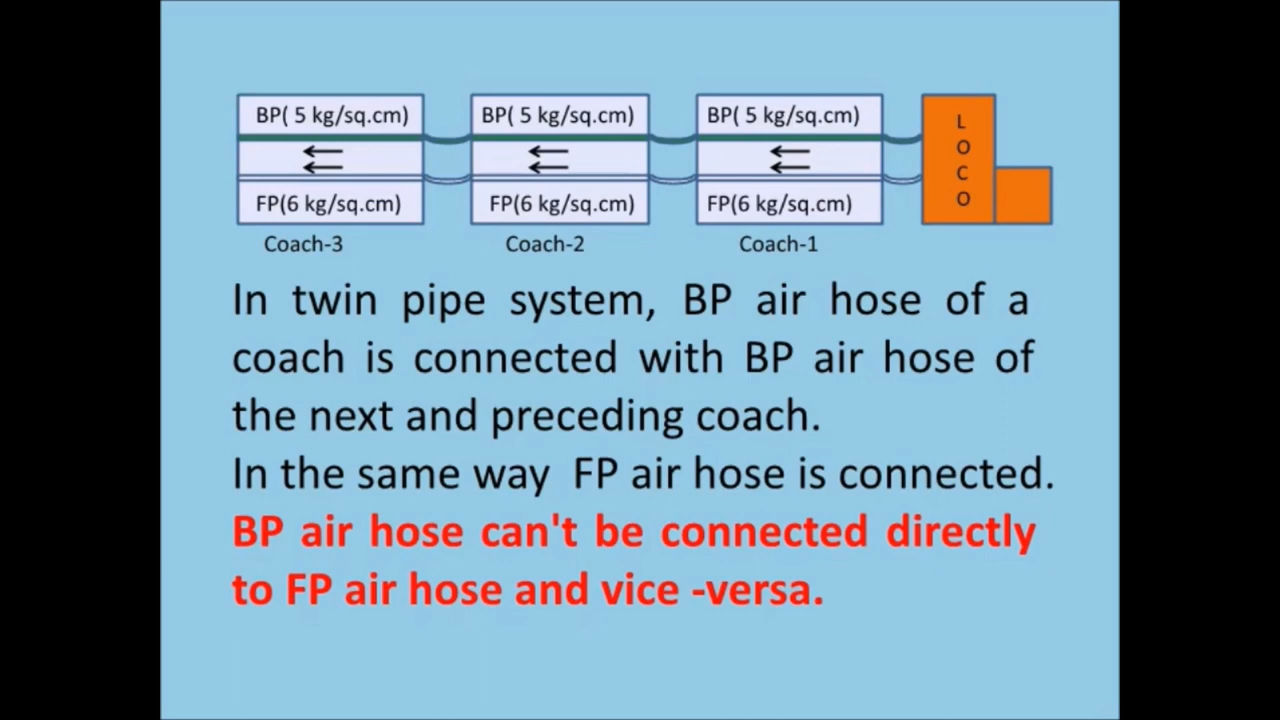 BP( 5 kg/sq.cm) BP( 5 kg/sq.cm) BP( 5 kg/sq.cm)
L
O
C
O
FP(6 kg/sq.cm) FP(6 kg/sq.cm) FP(6 kg/sq.cm)
Coach-3 Coach-2 Coach-1
In twin pipe system, BP air hose of a
coach is connected with BP air hose of
the next and preceding coach.
In the same way FP air hose is connected.
BP air hose can't be connected directly
to FP air hose and vice -versa.